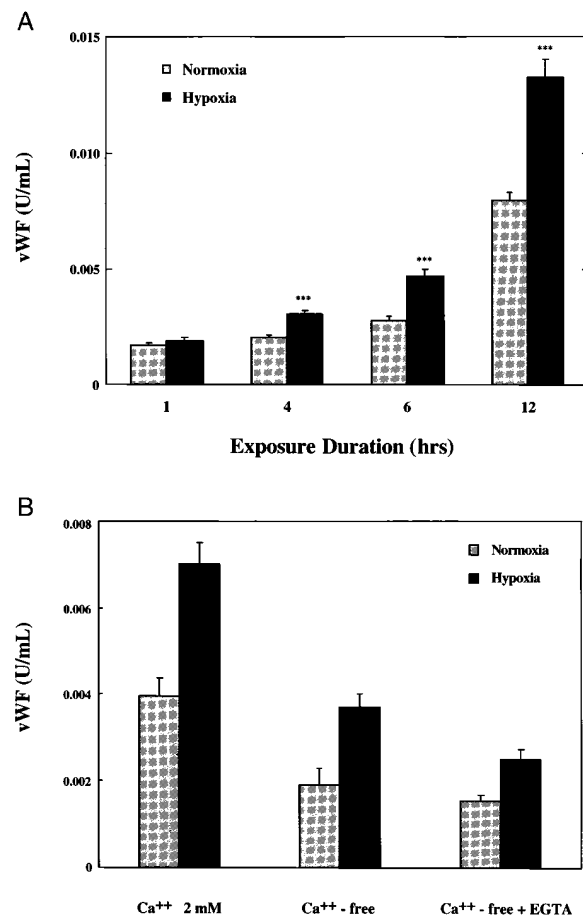 A
0.015
Normoxia
Hypoxia
***
0.010
vWF (U/mL)
***
0.005
***
0
1 4 6 12
Exposure Duration (hrs)
B
0.008
Normoxia
Hypoxia
0.006
vWF (U/mL)
0.004
0.002
0
Ca++ 2 mM Ca++ - free Ca++ - free + EGTA